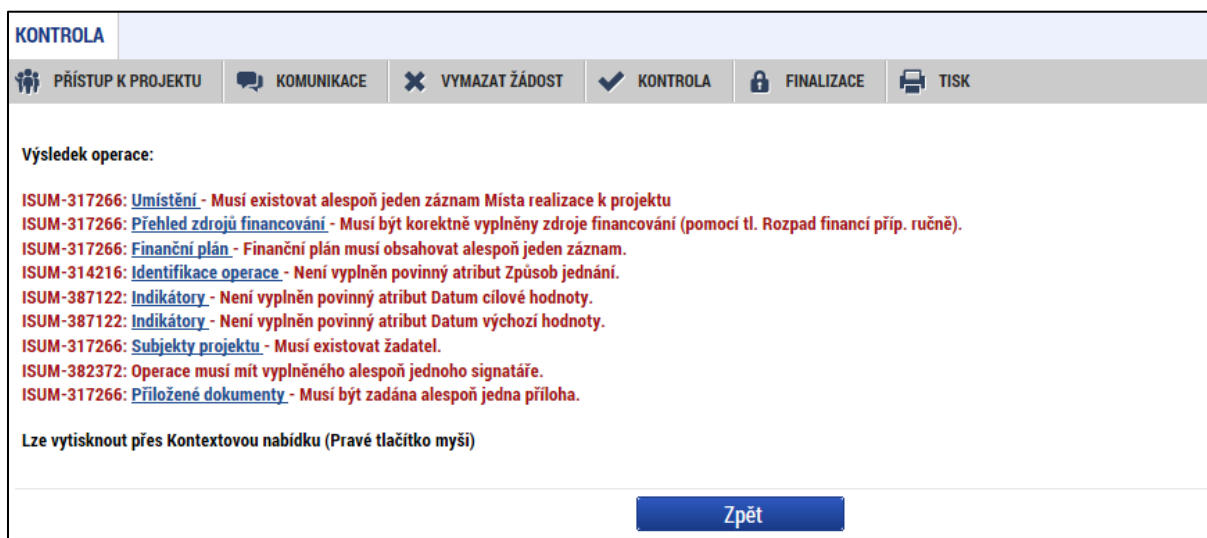 KONTROLA
PŘÍSTUP K PROJEKTU KOMUNIKACE VYMAZAT ŽÁDOST KONTROLA FINALIZACE TISK
Výsledek operace:
ISUM-317266: Umístění - Musí existovat alespoň jeden záznam Místa realizace k projektu
ISUM-317266: Přehled zdrojů financování - Musí být korektně vyplněny zdroje financování (pomocí tl. Rozpad financí příp. ručně).
ISUM-317266: Finanční plán - Finanční plán musí obsahovat alespoň jeden záznam.
ISUM-314216: Identifikace operace - Není vyplněn povinný atribut Způsob jednání.
ISUM-387122: Indikátory - Není vyplněn povinný atribut Datum cílové hodnoty.
ISUM-387122: Indikátory - Není vyplněn povinný atribut Datum výchozí hodnoty.
ISUM-317266: Subjekty projektu - Musí existovat žadatel.
ISUM-382372: Operace musí mít vyplněného alespoň jednoho signatáře.
ISUM-317266: Přiložené dokumenty - Musí být zadána alespoň jedna příloha.
Lze vytisknout přes Kontextovou nabídku (Pravé tlačítko myši)
Zpět